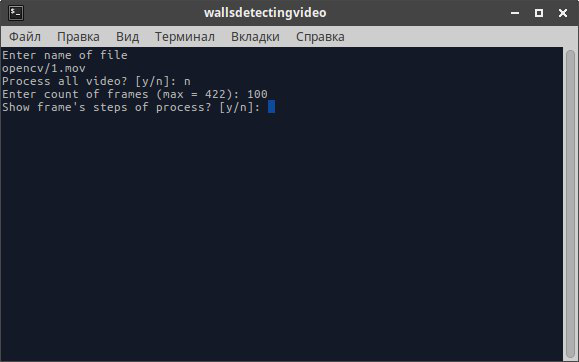 wallsdetectingvideo
Файл Правка Вид Терминал Вкладки Справка
Enter name of file
opencv/1.mov
Process all video? [y/n]: n
Enter count of frames (max = 422): 100
Show frame's steps of process? [y/n]: